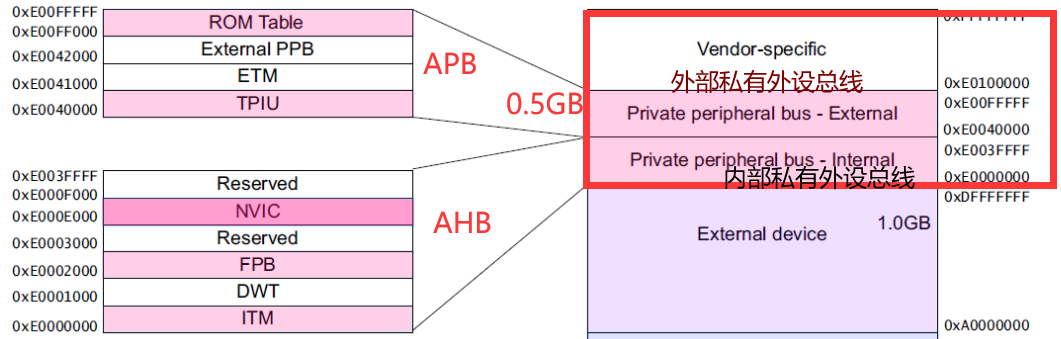 0xE00FFFFF
ROM Table
0xE00FF000
External PPB
0xE0042000
ETM
0xE0041000
TPIU
0xE0040000
APB
0.5GB
0xE003FFFF
Reserved
0xE000F000
NVIC
0xE000E000
Reserved
0xE0003000
FPB
0xE0002000
DWT
0xE0001000
ITM
0xE0000000
AHB
Vendor-specific
外部私有外设总线
0xE0100000
0xE00FFFFF
Private peripheral bus - External
0xE0040000
0xE003FFFF
Private peripheral bus - Internal
内部私有外设总线
0xE0000000
0xDFFFFFFF
1.0GB
External device
0xA0000000